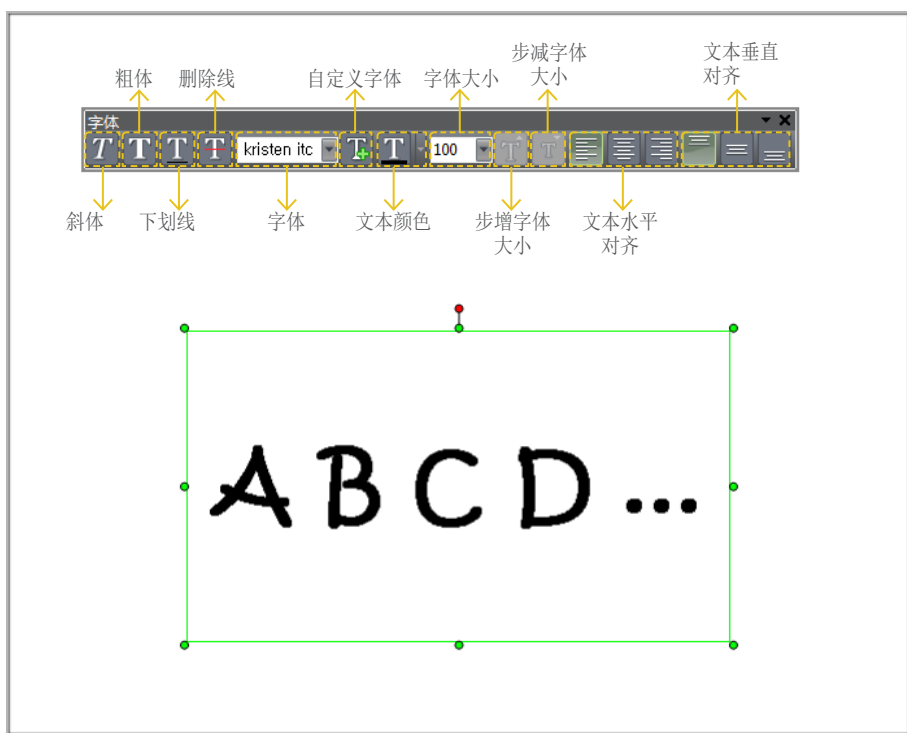 步减字体
大小
文本垂直
对齐
粗体
删除线
自定义字体
字体大小
字体
T T T T kristen itc T T 100 T T
斜体
下划线
字体
文本颜色
步增字体
大小
文本水平
对齐
A B C D ...